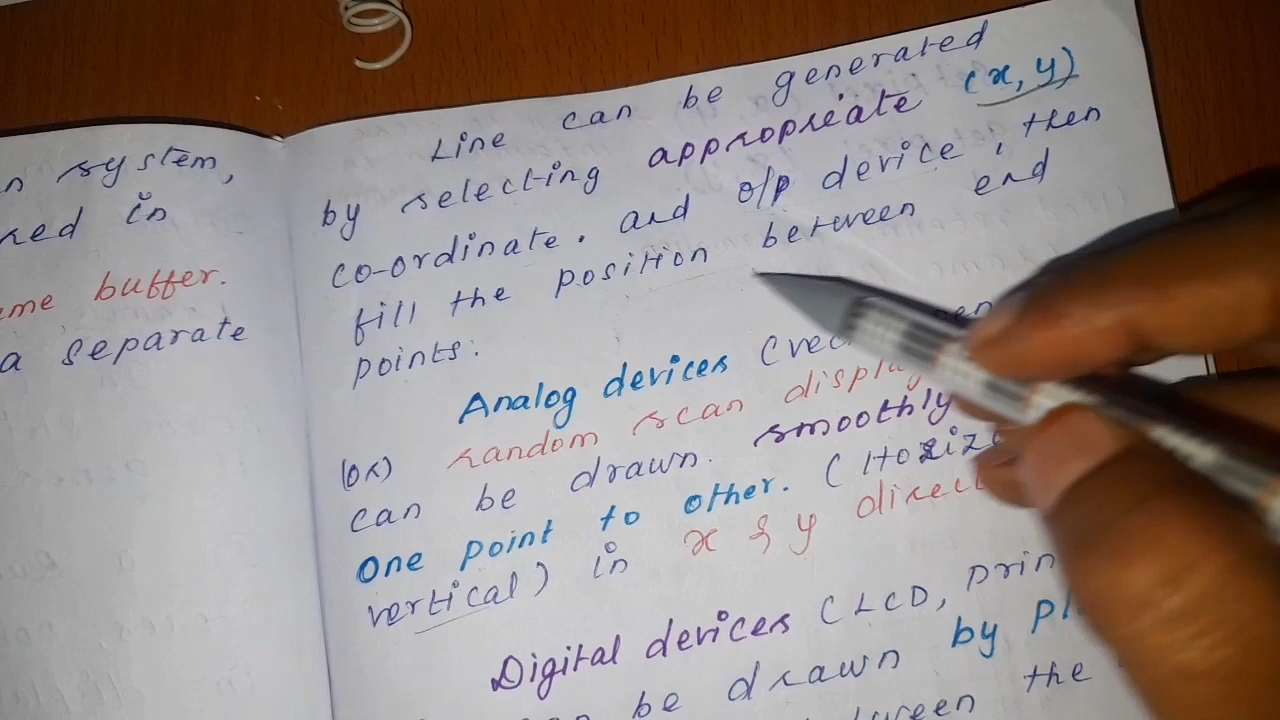 n system,
in
me buffer.
a separate
Line can be generated
by selecting appropreate (x, y)
co-ordinate. and o/p device, then
fill the position between end
points.
Analog devices
(OR) random scan display
can be drawn. smoothly
one point to other. (
vertical) in x & y
Digital devices (LCD,
be drawn by
the